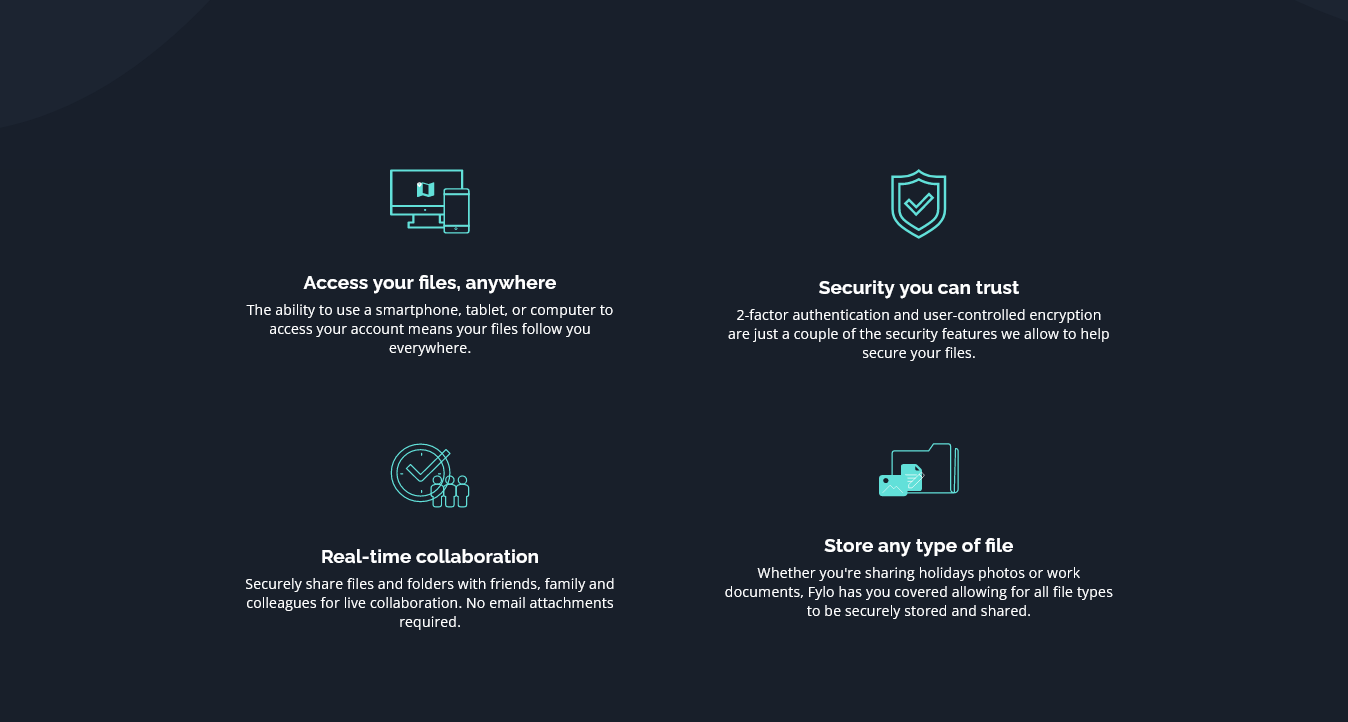 Access your files, anywhere
The ability to use a smartphone, tablet, or computer to
access your account means your files follow you
everywhere.
Security you can trust
2-factor authentication and user-controlled encryption
are just a couple of the security features we allow to help
secure your files.
Real-time collaboration
Securely share files and folders with friends, family and
colleagues for live collaboration. No email attachments
required.
Store any type of file
Whether you're sharing holidays photos or work
documents, Fylo has you covered allowing for all file types
to be securely stored and shared.